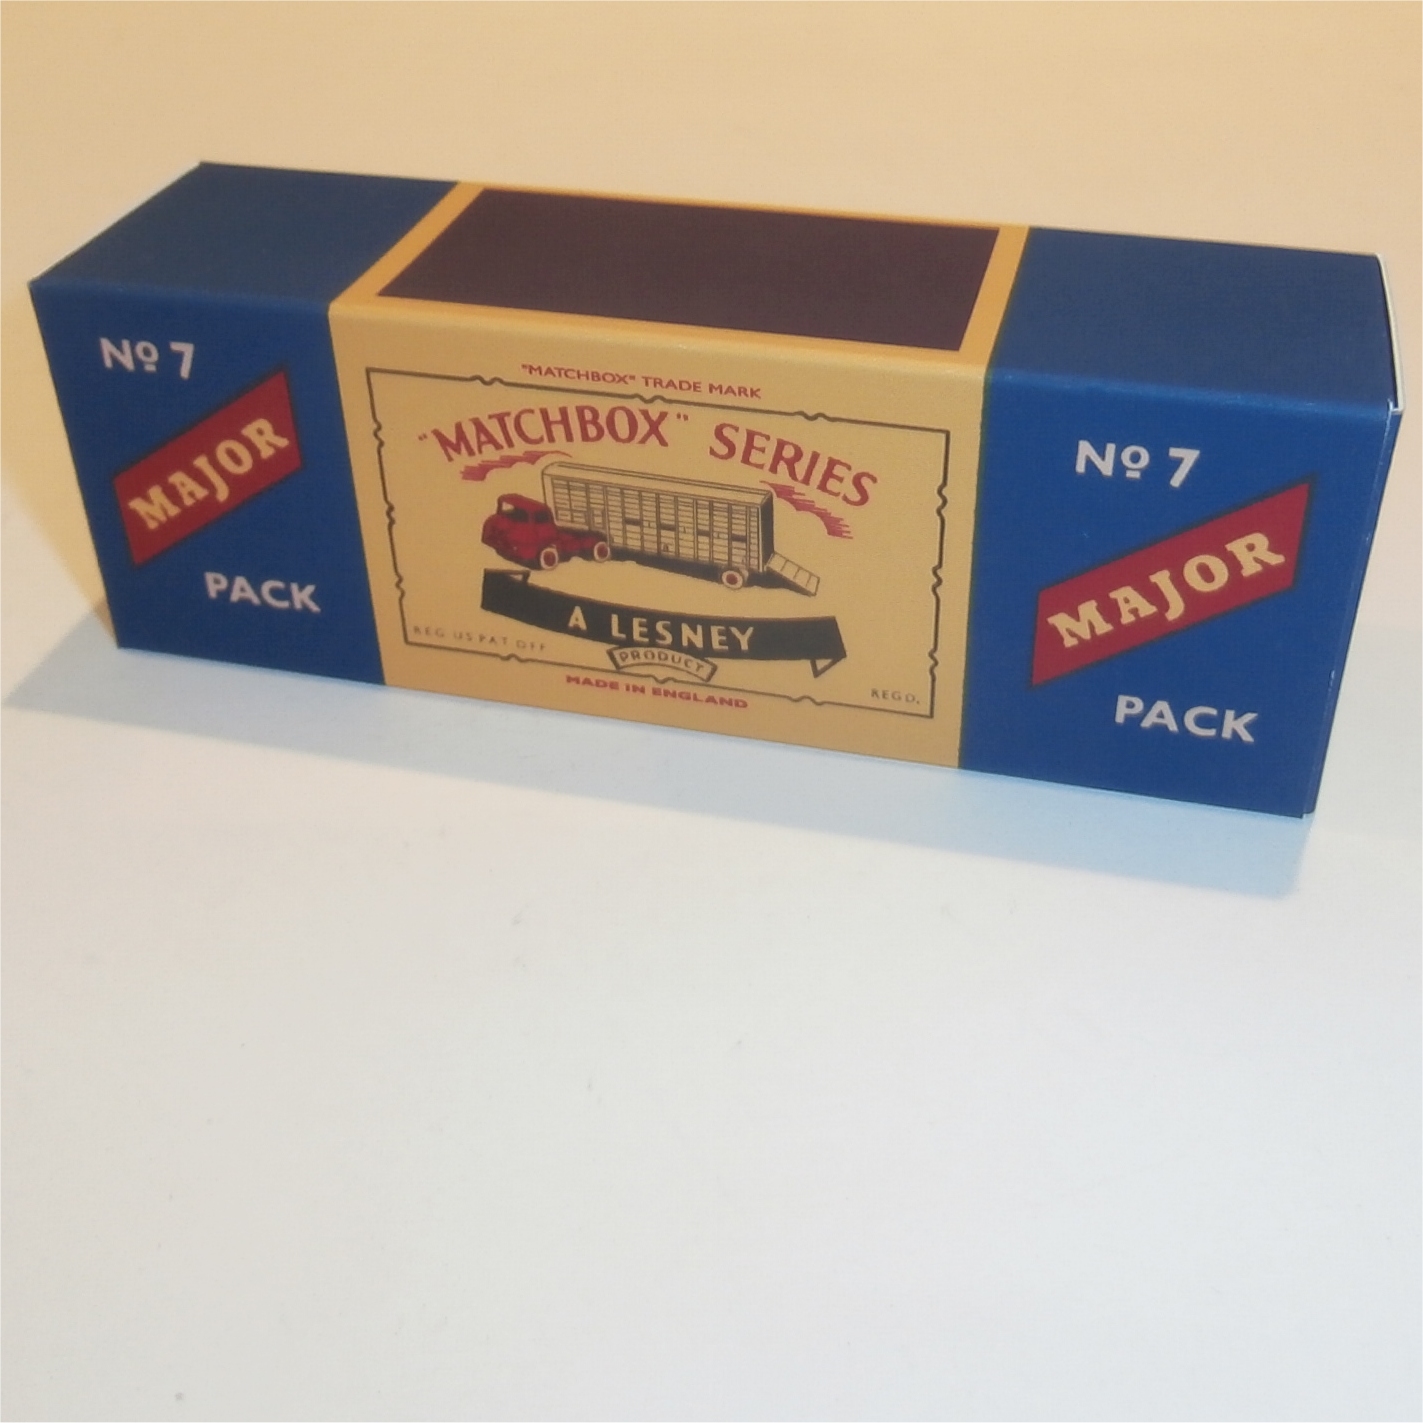 Nº 7
MAJOR
PACK
"MATCHBOX" TRADE MARK
"MATCHBOX" SERIES
A LESNEY
PRODUCT
REG US PAT OFF
REGD.
MADE IN ENGLAND
Nº 7
MAJOR
PACK